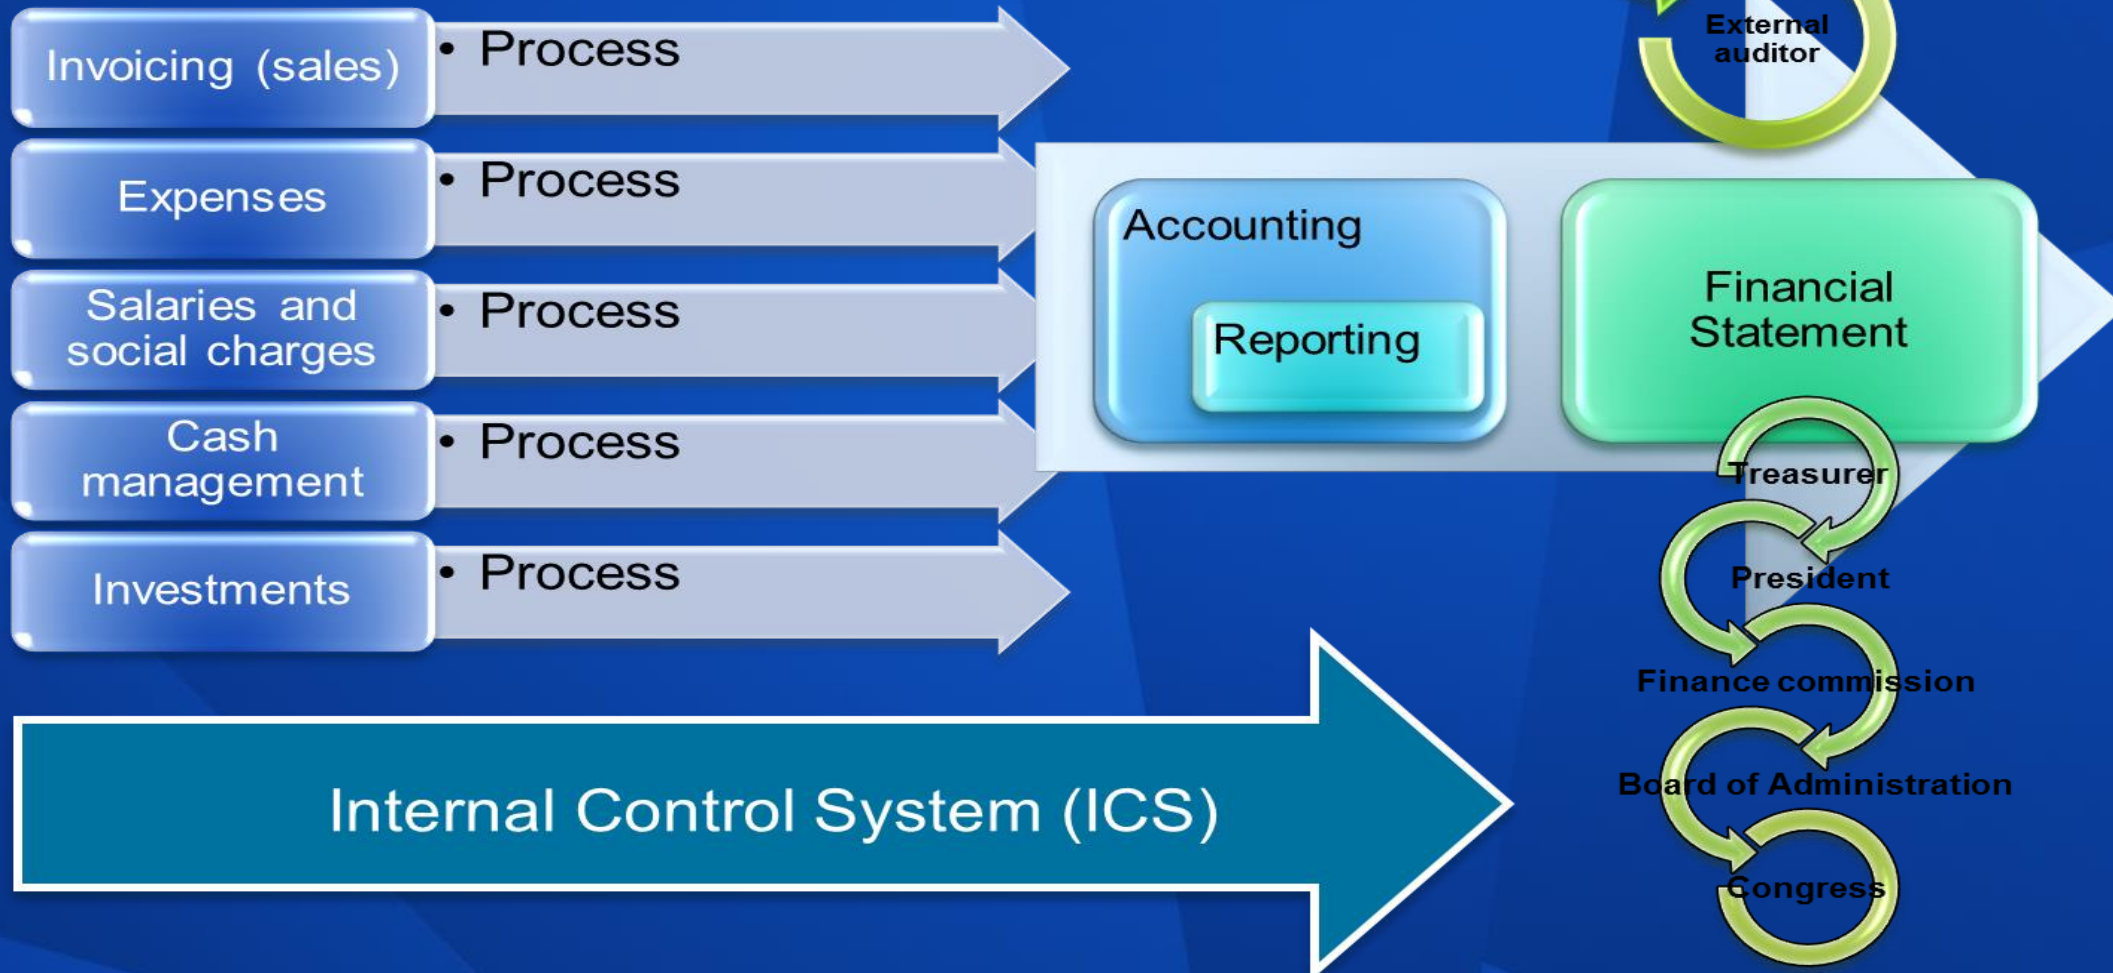 Invoicing (sales)
• Process
Expenses
• Process
Salaries and
social charges
• Process
Cash
management
• Process
Investments
• Process
Accounting
Reporting
External
auditor
Financial
Statement
Treasurer
President
Finance commission
Board of Administration
Congress
Internal Control System (ICS)